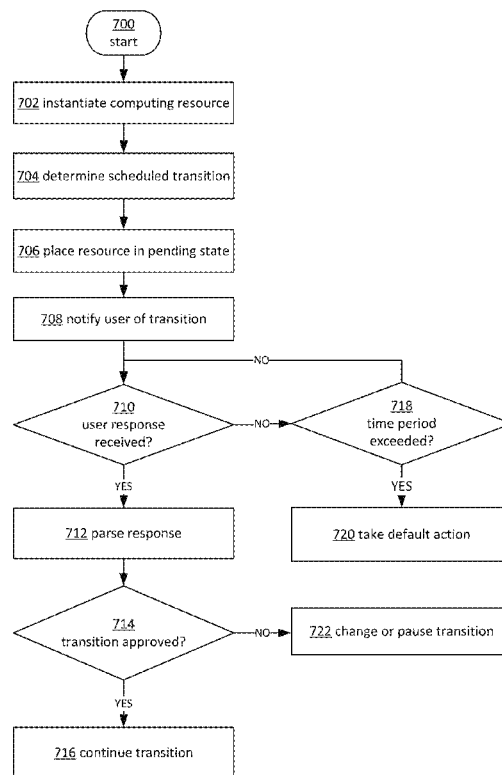 700
start
702 instantiate computing resource
704 determine scheduled transition
706 place resource in pending state
708 notify user of transition
NO
710
user response
received?
NO
718
time period
exceeded?
YES
YES
712 parse response
720 take default action
714
transition approved?
NO
722 change or pause transition
YES
716 continue transition